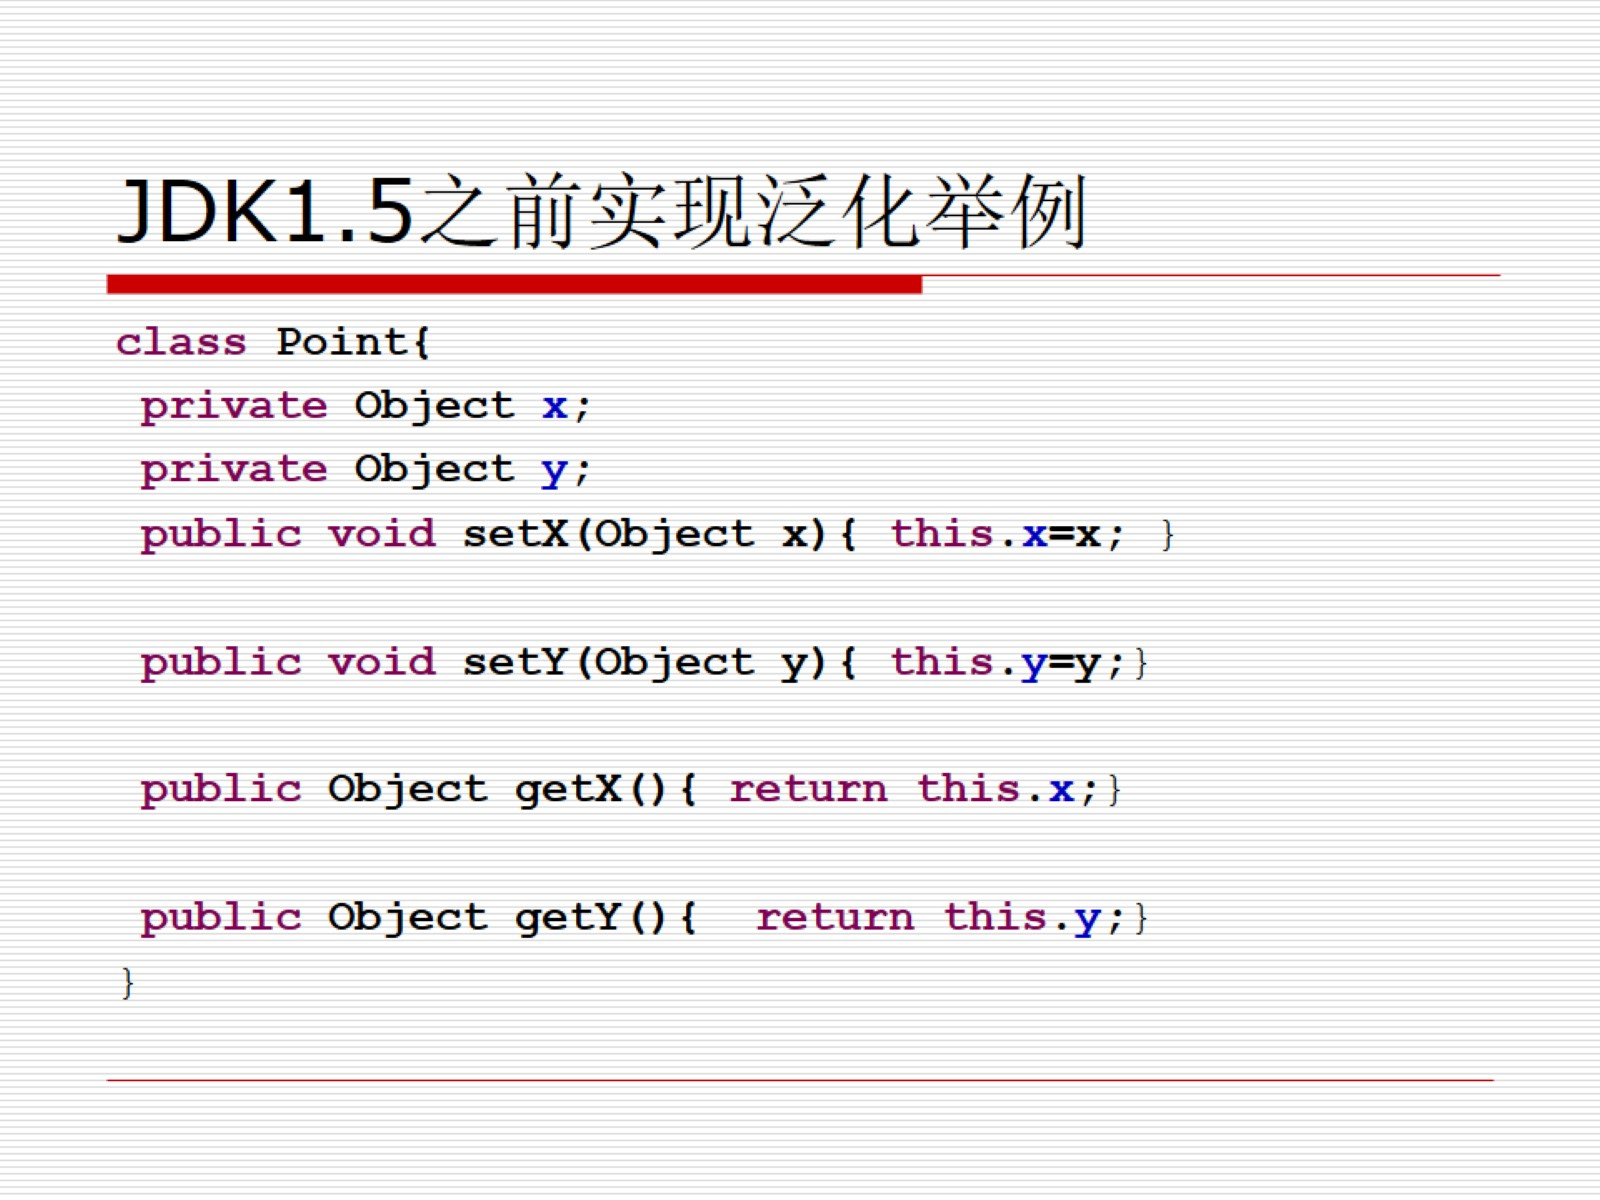 JDK1.5之前实现泛化举例
class Point{
private Object x;
private Object y;
public void setX(Object x){ this.x=x; }
public void setY(Object y){ this.y=y;}
public Object getX(){ return this.x;}
public Object getY(){  return this.y;}
}